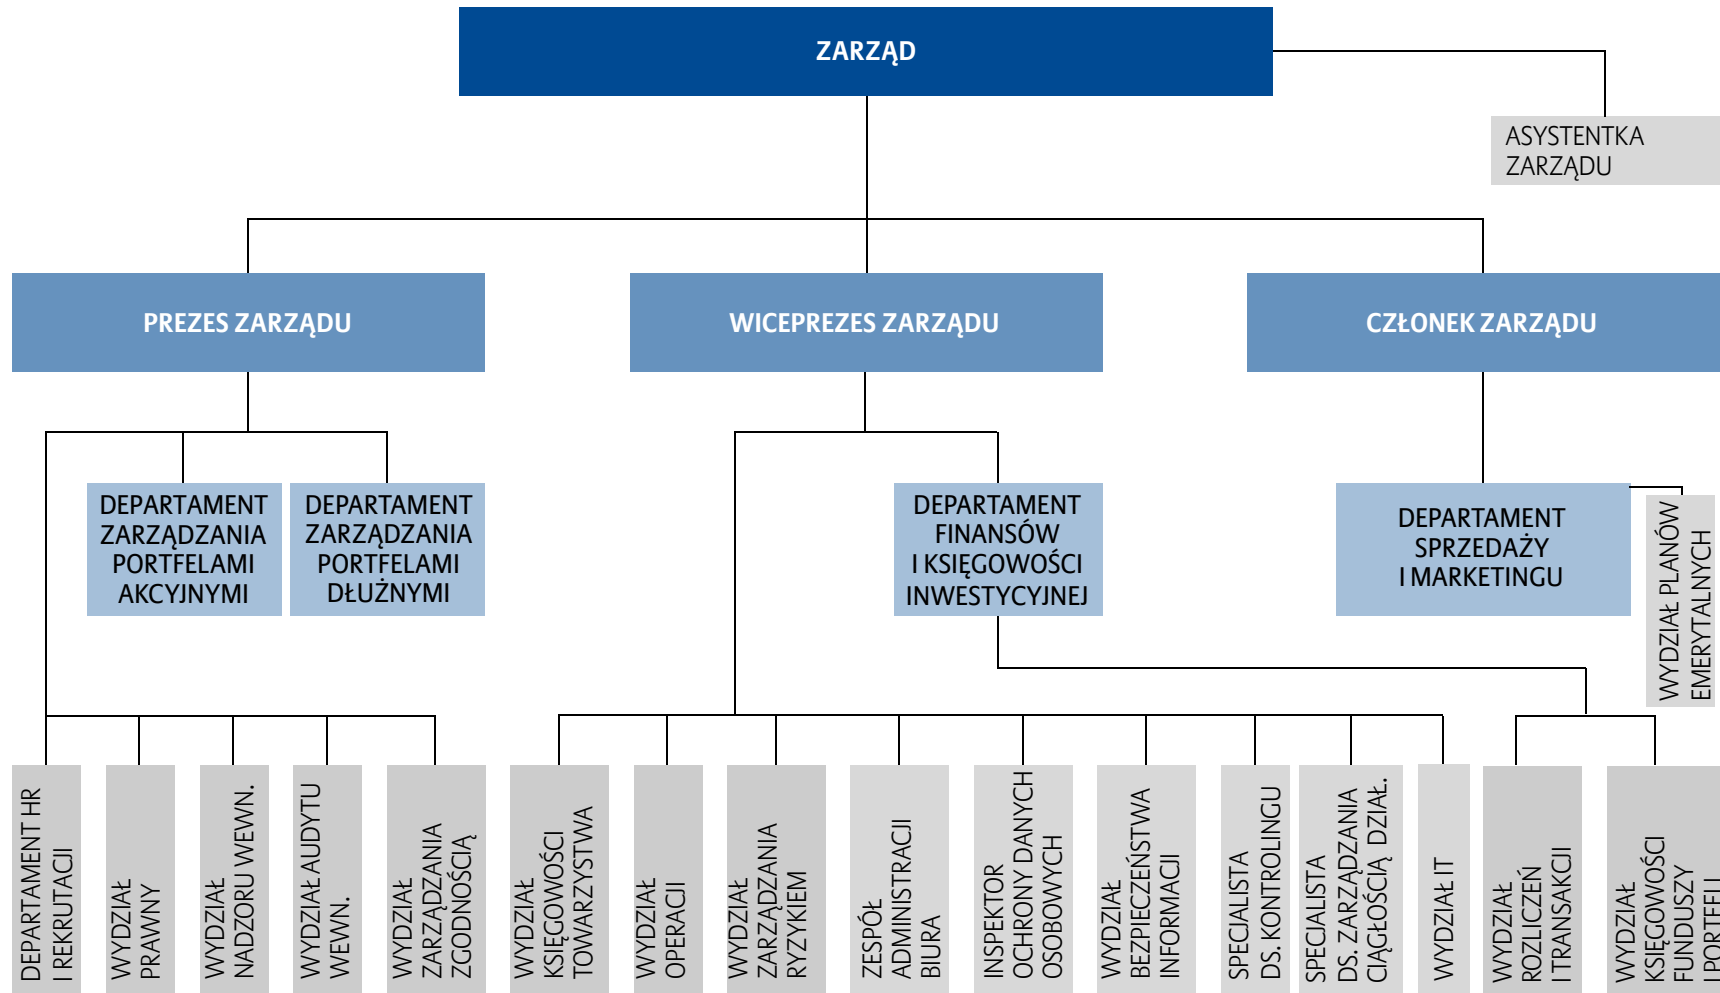 ZARZĄD
ASYSTENTKA
ZARZĄDU
PREZES ZARZĄDU
WICEPREZES ZARZĄDU
CZŁONEK ZARZĄDU
DEPARTAMENT
ZARZĄDZANIA
PORTFELAMI
AKCYJNYMI
DEPARTAMENT
ZARZĄDZANIA
PORTFELAMI
DŁUŻNYMI
DEPARTAMENT
FINANSÓW
I KSIĘGOWOŚCI
INWESTYCYJNEJ
DEPARTAMENT
SPRZEDAŻY
I MARKETINGU
WYDZIAŁ PLANÓW
EMERYTALNYCH
DEPARTAMENT HR
I REKRUTACJI
WYDZIAŁ
PRAWNY
WYDZIAŁ
NADZORU WEWN.
WYDZIAŁ AUDYTU
WEWN.
WYDZIAŁ
ZARZĄDZANIA
ZGODNOŚCIĄ
WYDZIAŁ
KSIĘGOWOŚCI
TOWARZYSTWA
WYDZIAŁ
OPERACJI
WYDZIAŁ
ZARZĄDZANIA
RYZYKIEM
ZESPÓŁ
ADMINISTRACJI
BIURA
INSPEKTOR
OCHRONY DANYCH
OSOBOWYCH
WYDZIAŁ
BEZPIECZEŃSTWA
INFORMACJI
SPECJALISTA
DS. KONTROLINGU
SPECJALISTA
DS. ZARZĄDZANIA
CIĄGŁOŚCIĄ DZIAŁ.
WYDZIAŁ IT
WYDZIAŁ
ROZLICZEŃ
I TRANSAKCJI
WYDZIAŁ
KSIĘGOWOŚCI
FUNDUSZY
I PORTFELI